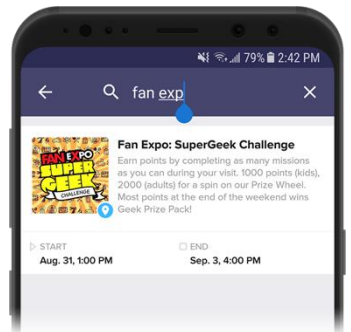 79% 2:42 PM
fan exp
FAN EXPO
SUPER
GEEK
CHALLENGE
Fan Expo: SuperGeek Challenge
Earn points by completing as many missions
as you can during your visit. 1000 points (kids),
2000 (adults) for a spin on our Prize Wheel.
Most points at the end of the weekend wins
Geek Prize Pack!
START
END
Aug. 31, 1:00 PM
Sep. 3, 4:00 PM